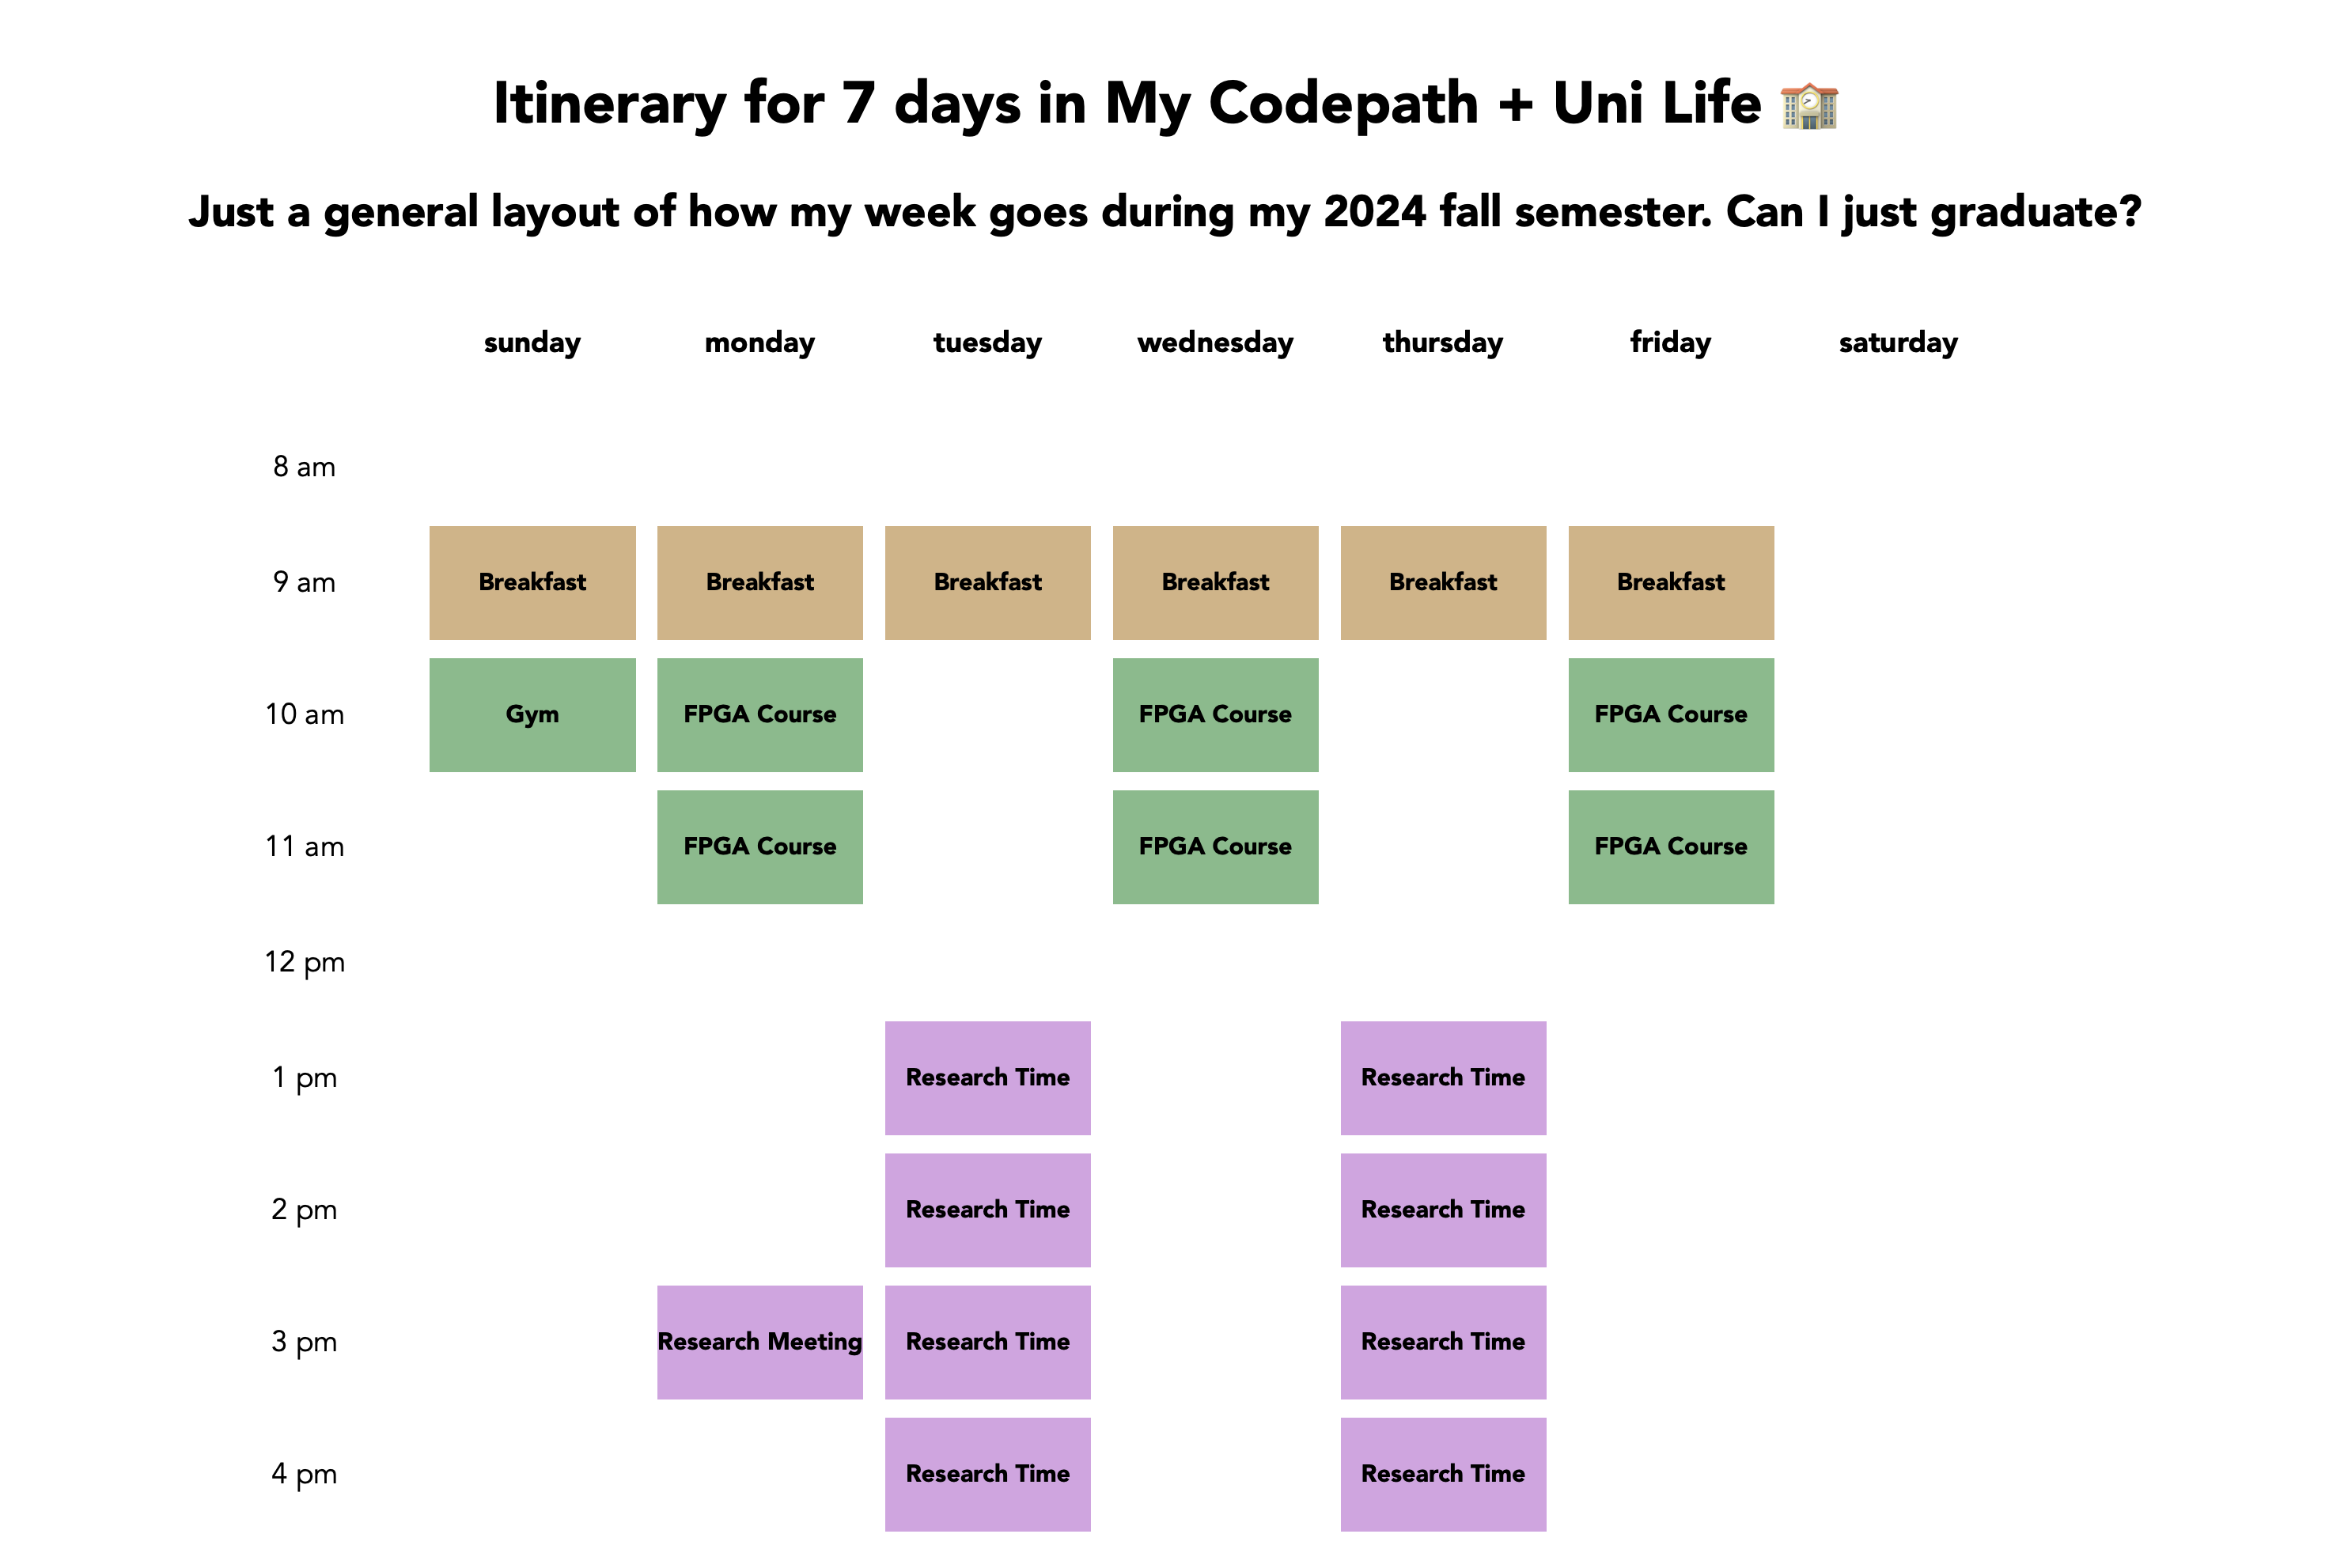 Itinerary for 7 days in My Codepath + Uni Life 🏫
Just a general layout of how my week goes during my 2024 fall semester. Can I just graduate?
sunday monday tuesday wednesday thursday friday saturday
8 am
9 am Breakfast Breakfast Breakfast Breakfast Breakfast Breakfast
10 am Gym FPGA Course FPGA Course FPGA Course
11 am FPGA Course FPGA Course FPGA Course
12 pm
1 pm Research Time Research Time
2 pm Research Time Research Time
3 pm Research Meeting Research Time Research Time
4 pm Research Time Research Time